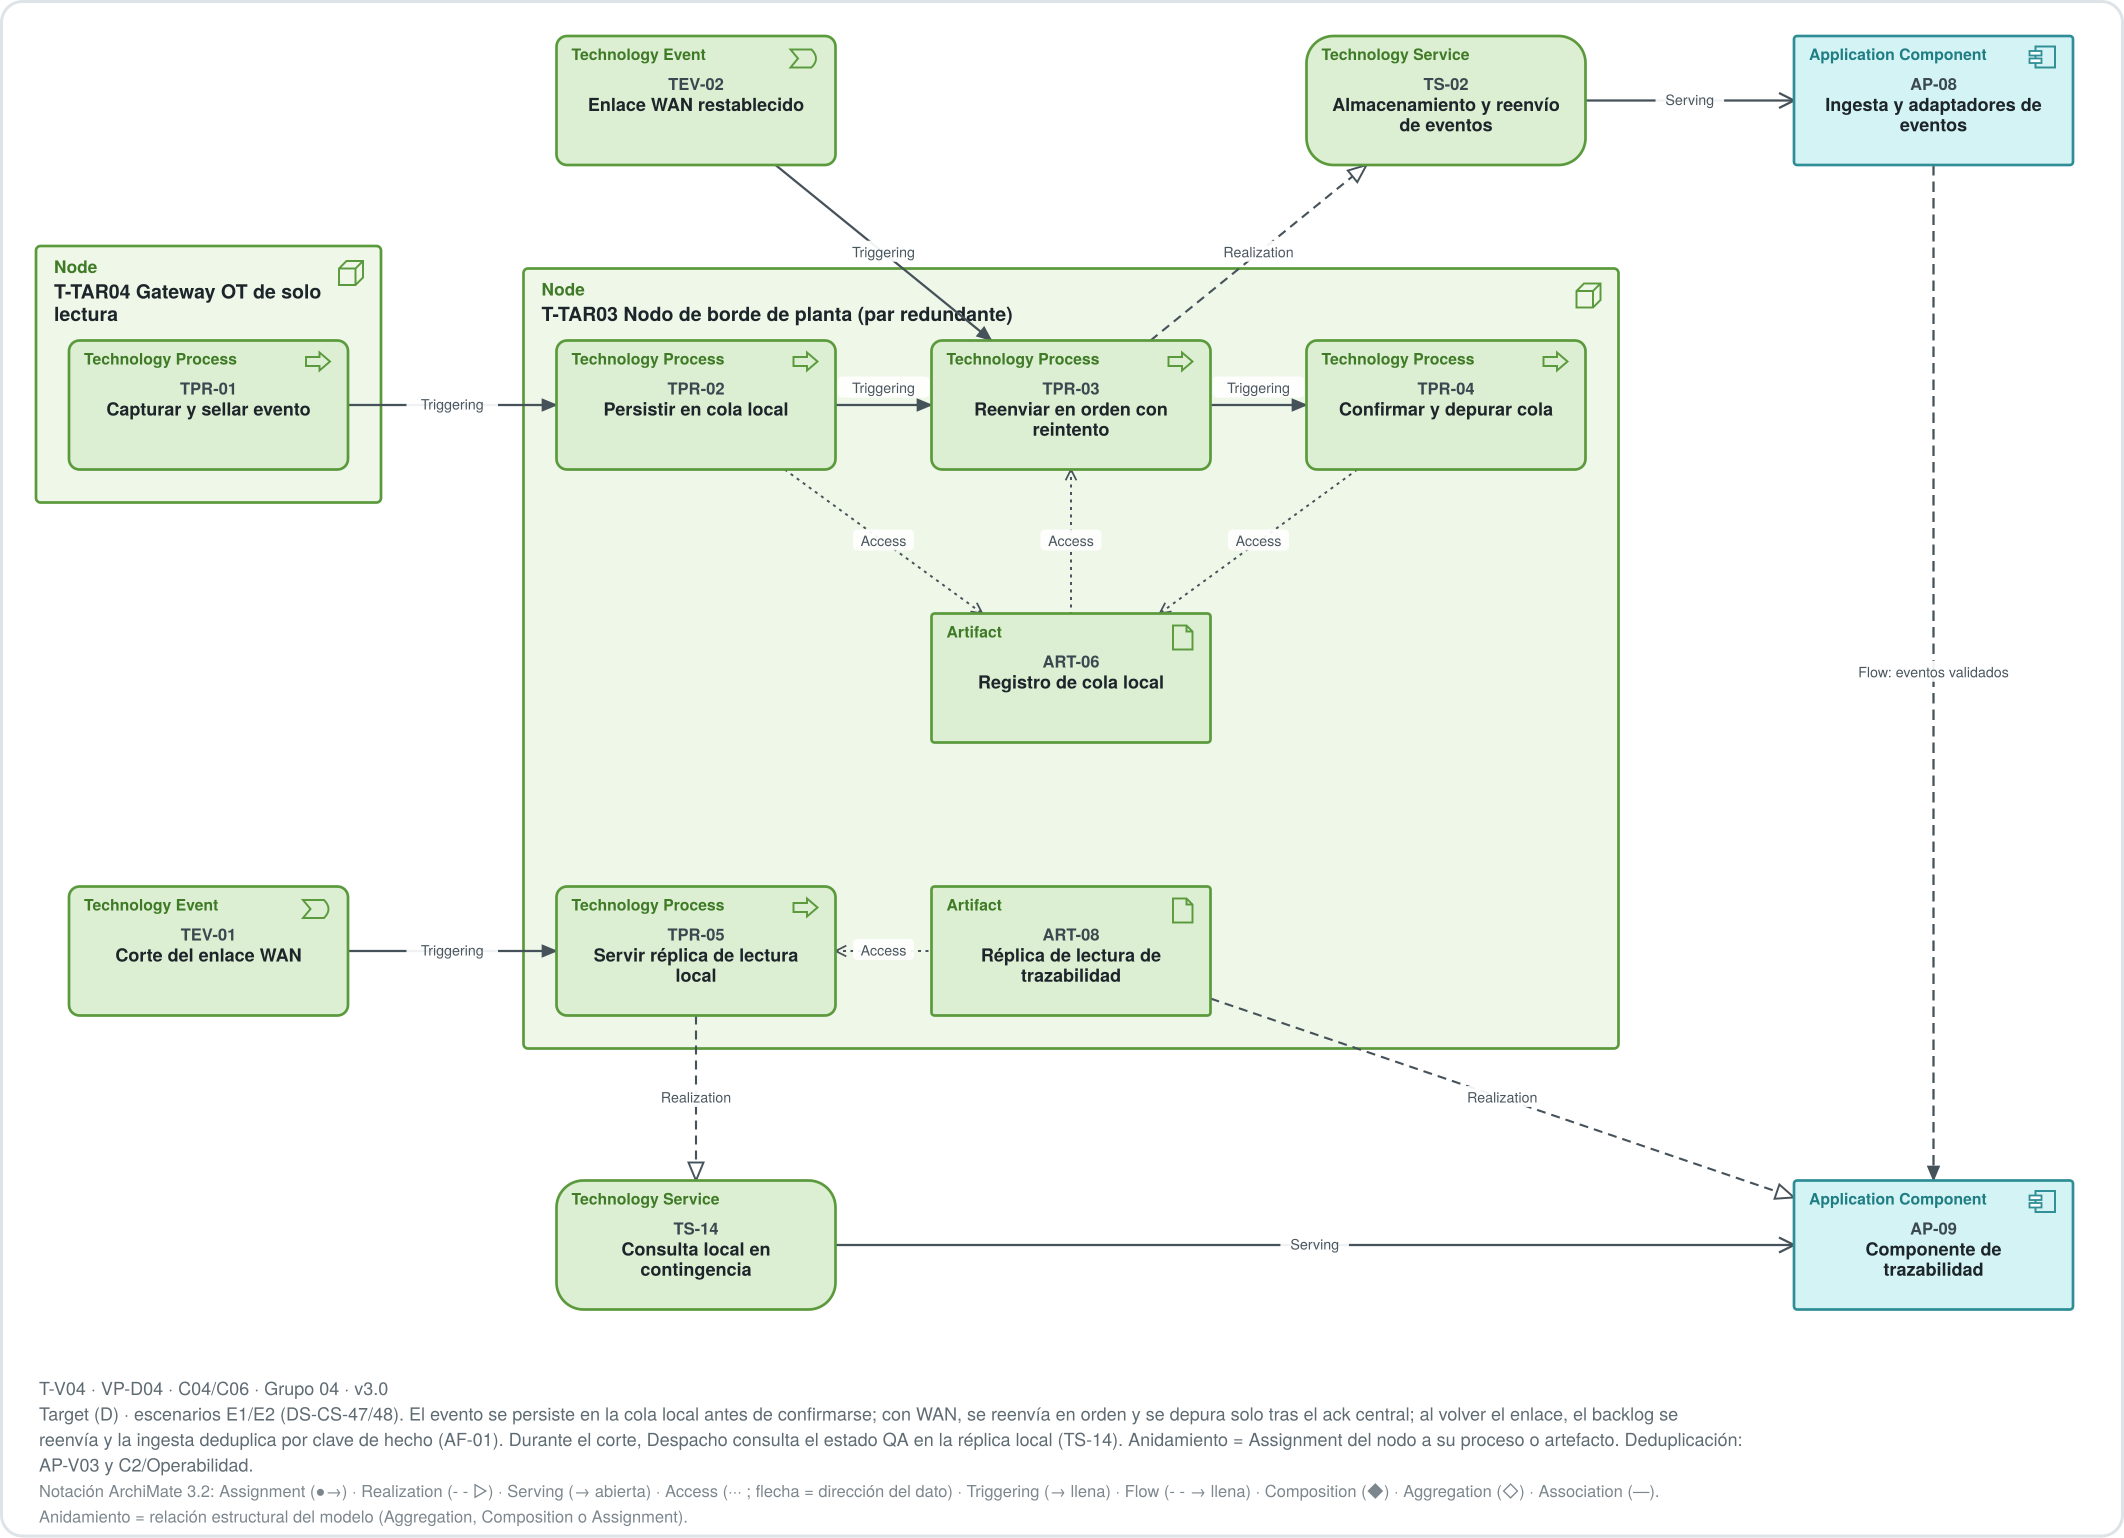 Technology Event
TEV-02
Enlace WAN restablecido
Technology Service
TS-02
Almacenamiento y reenvío
de eventos
Serving
Application Component
AP-08
Ingesta y adaptadores de
eventos
Triggering
Realization
Node
T-TAR04 Gateway OT de solo
lectura
Node
T-TAR03 Nodo de borde de planta (par redundante)
Technology Process
TPR-01
Capturar y sellar evento
Triggering
Technology Process
TPR-02
Persistir en cola local
Triggering
Technology Process
TPR-03
Reenviar en orden con
reintento
Triggering
Technology Process
TPR-04
Confirmar y depurar cola
Access
Access
Access
Artifact
ART-06
Registro de cola local
Flow: eventos validados
Technology Event
TEV-01
Corte del enlace WAN
Triggering
Technology Process
TPR-05
Servir réplica de lectura
local
Access
Artifact
ART-08
Réplica de lectura de
trazabilidad
Realization
Realization
Technology Service
TS-14
Consulta local en
contingencia
Serving
Application Component
AP-09
Componente de
trazabilidad
T-V04 · VP-D04 · C04/C06 · Grupo 04 · v3.0
Target (D) · escenarios E1/E2 (DS-CS-47/48). El evento se persiste en la cola local antes de confirmarse; con WAN, se reenvía en orden y se depura solo tras el ack central; al volver el enlace, el backlog se
reenvía y la ingesta deduplica por clave de hecho (AF-01). Durante el corte, Despacho consulta el estado QA en la réplica local (TS-14). Anidamiento = Assignment del nodo a su proceso o artefacto. Deduplicación:
AP-V03 y C2/Operabilidad.
Notación ArchiMate 3.2: Assignment (●→) · Realization (- - ▷) · Serving (→ abierta) · Access (··· ; flecha = dirección del dato) · Triggering (→ llena) · Flow (- - → llena) · Composition (◆) · Aggregation (◇) · Association (—).
Anidamiento = relación estructural del modelo (Aggregation, Composition o Assignment).